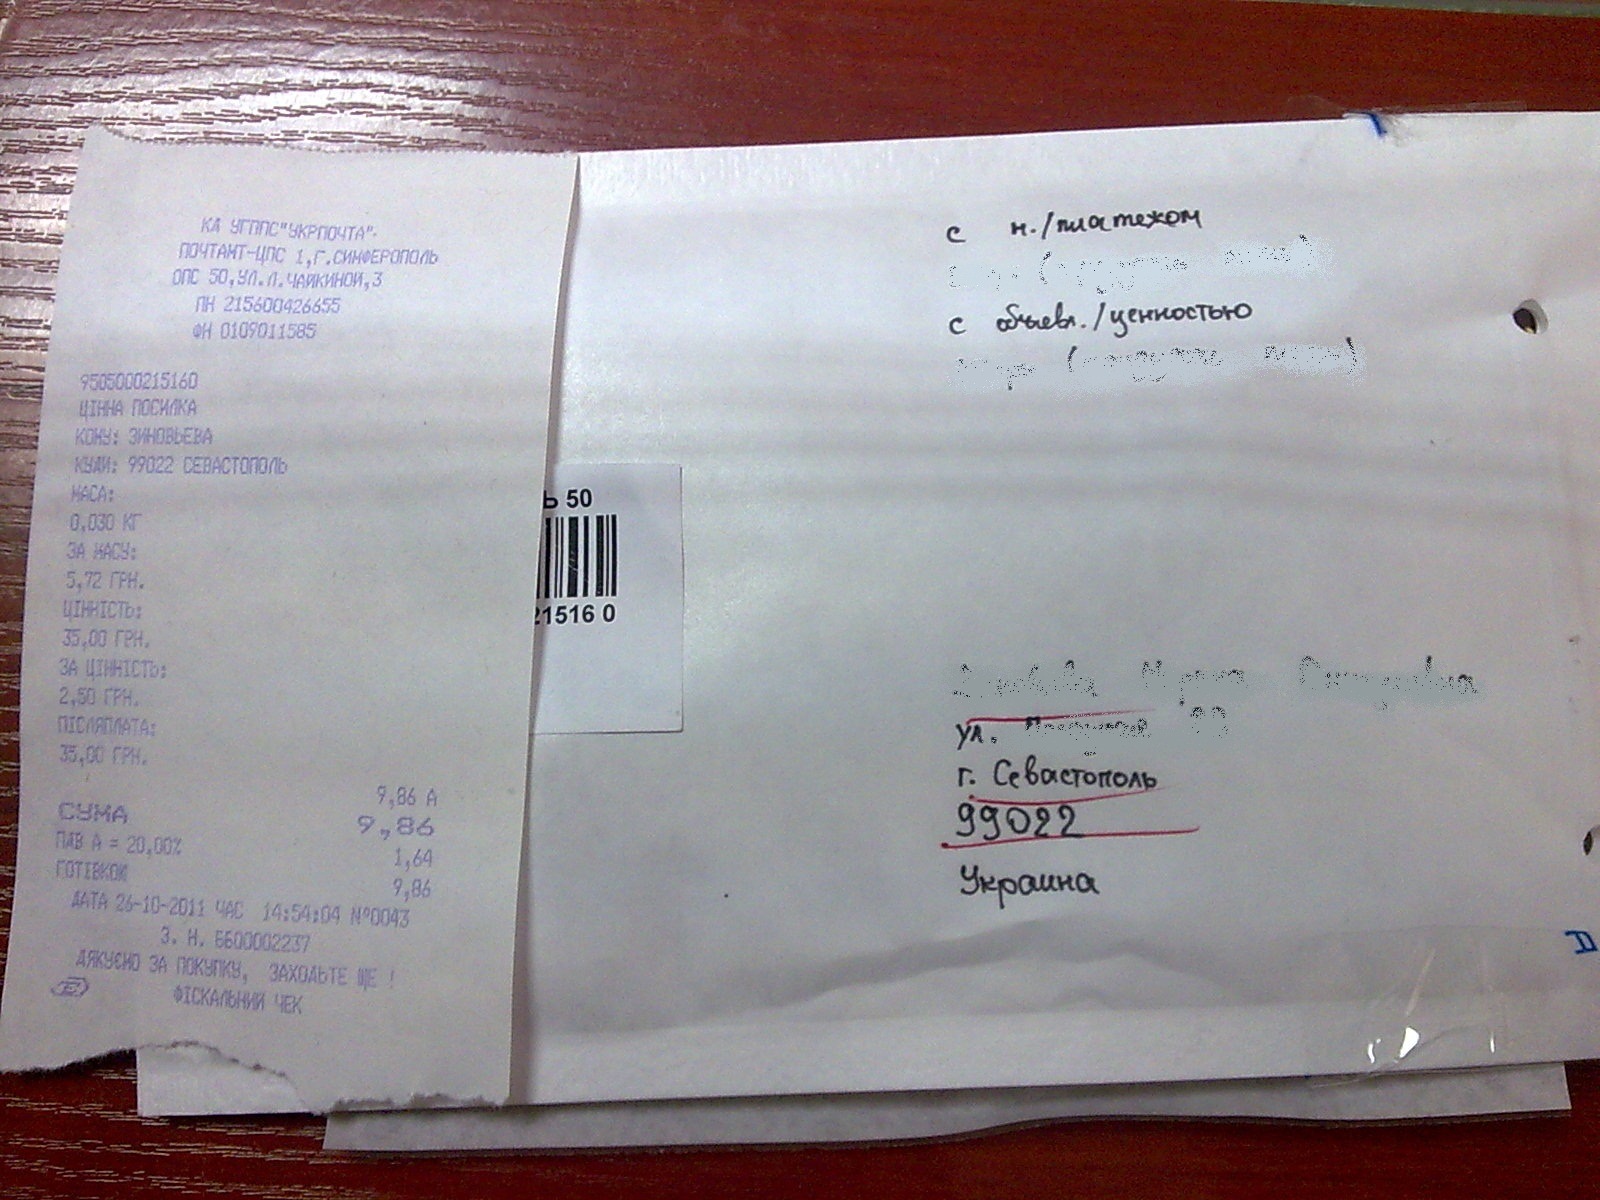 КД УГППС"УКРПОЧТА".
ПОЧТАМТ-ЦПС 1,Г.СИМФЕРОПОЛЬ
ОПС 50,УЛ.Л.ЧАЙКИНОЙ,3
ПН 215600426655
ФН 0109011585
9505000215160
ЦІННА ПОСИЛКА
КОМУ: ЗИНОВЬЕВА
КУДИ: 99022 СЕВАСТОПОЛЬ
МАСА:
0,030 КГ
ЗА МАСУ:
5,72 ГРН.
ЦІННІСТЬ:
35,00 ГРН.
ЗА ЦІННІСТЬ:
2,50 ГРН.
ПІСЛЯПЛАТА:
35,00 ГРН.
9,86 А
СУМА 9,86
ПДВ А = 20,00% 1,64
ГОТІВКОЮ 9,86
ДАТА 26-10-2011 ЧАС 14:54:04 №0043
З. Н. ББ00002237
ДЯКУЄМО ЗА ПОКУПКУ, ЗАХОДЬТЕ ЩЕ !
ФІСКАЛЬНИЙ ЧЕК
Ь 50
21516 0
с н./платежом
с объявл./ценностью
ул.
г. Севастополь
99022
Украина